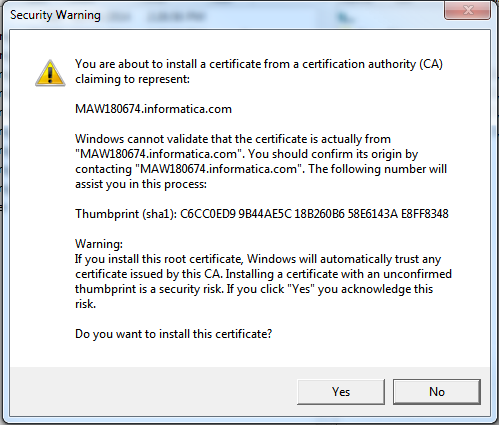 Security Warning
You are about to install a certificate from a certification authority (CA)
claiming to represent:
MAW180674.informatica.com
Windows cannot validate that the certificate is actually from
"MAW180674.informatica.com". You should confirm its origin by
contacting "MAW180674.informatica.com". The following number will
assist you in this process:
Thumbprint (sha1): C6CC0ED9 9B44AE5C 18B260B6 58E6143A E8FF8348
Warning:
If you install this root certificate, Windows will automatically trust any
certificate issued by this CA. Installing a certificate with an unconfirmed
thumbprint is a security risk. If you click "Yes" you acknowledge this
risk.
Do you want to install this certificate?
Yes
No